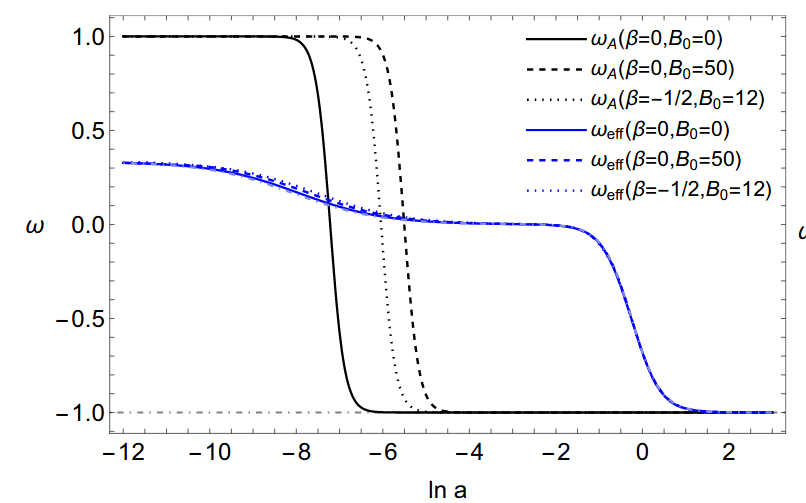 1.0
0.5
0.0
−0.5
−1.0
ω
−12 −10 −8 −6 −4 −2 0 2
ln a
ω_A(β=0,B_0=0)
ω_A(β=0,B_0=50)
ω_A(β=−1/2,B_0=12)
ω_eff(β=0,B_0=0)
ω_eff(β=0,B_0=50)
ω_eff(β=−1/2,B_0=12)